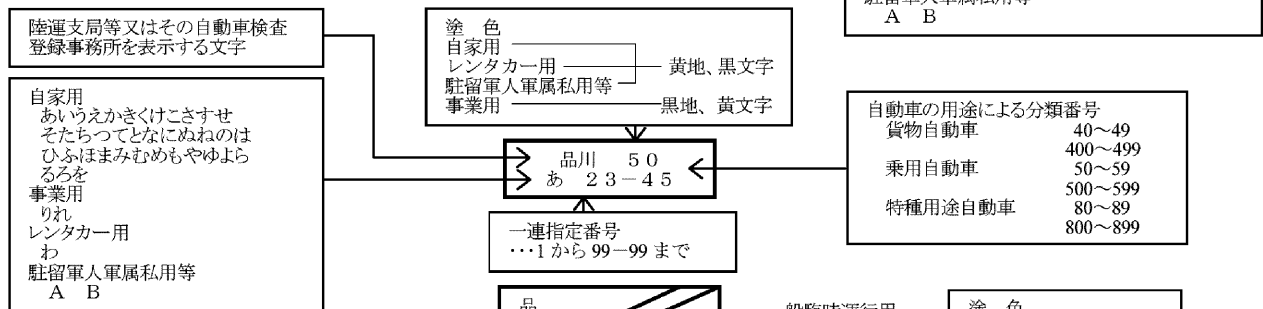 陸運支局等又はその自動車検査
登録事務所を表示する文字
自家用
あいうえかきくけこさすせ
そたちつてとなにぬねのは
ひふほまみむめもやゆよら
るろを
事業用
りれ
レンタカー用
わ
駐留軍人軍属私用等
A B
塗 色
自家用
レンタカー用
駐留軍人軍属私用等
黄地、黒文字
事業用
黒地、黄文字
品川 50
あ 23-45
一連指定番号
…1から99-99まで
A B
自動車の用途による分類番号
貨物自動車 40〜49
400〜499
乗用自動車 50〜59
500〜599
特種用途自動車 80〜89
800〜899
品
塗 色